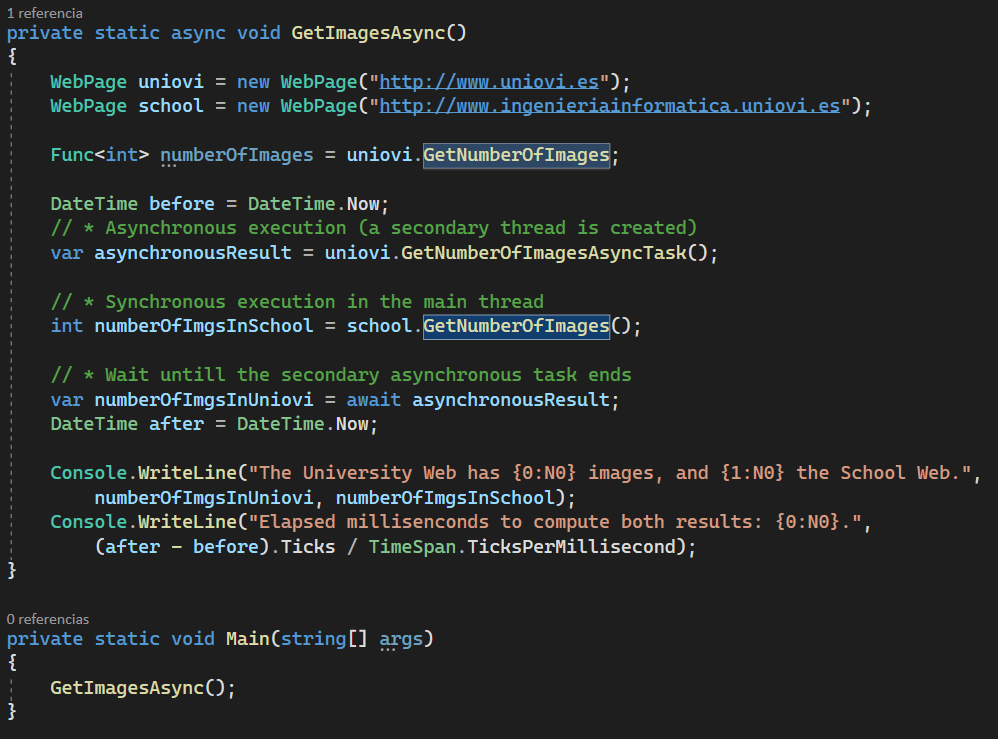 1 referencia
private static async void GetImagesAsync()
{
WebPage uniovi = new WebPage("http://www.uniovi.es");
WebPage school = new WebPage("http://www.ingenieriainformatica.uniovi.es");
Func<int> numberOfImages = uniovi.GetNumberOfImages;
DateTime before = DateTime.Now;
// * Asynchronous execution (a secondary thread is created)
var asynchronousResult = uniovi.GetNumberOfImagesAsyncTask();
// * Synchronous execution in the main thread
int numberOfImgsInSchool = school.GetNumberOfImages();
// * Wait untill the secondary asynchronous task ends
var numberOfImgsInUniovi = await asynchronousResult;
DateTime after = DateTime.Now;
Console.WriteLine("The University Web has {0:N0} images, and {1:N0} the School Web.",
numberOfImgsInUniovi, numberOfImgsInSchool);
Console.WriteLine("Elapsed millisenconds to compute both results: {0:N0}.",
(after - before).Ticks / TimeSpan.TicksPerMillisecond);
}
0 referencias
private static void Main(string[] args)
{
GetImagesAsync();
}